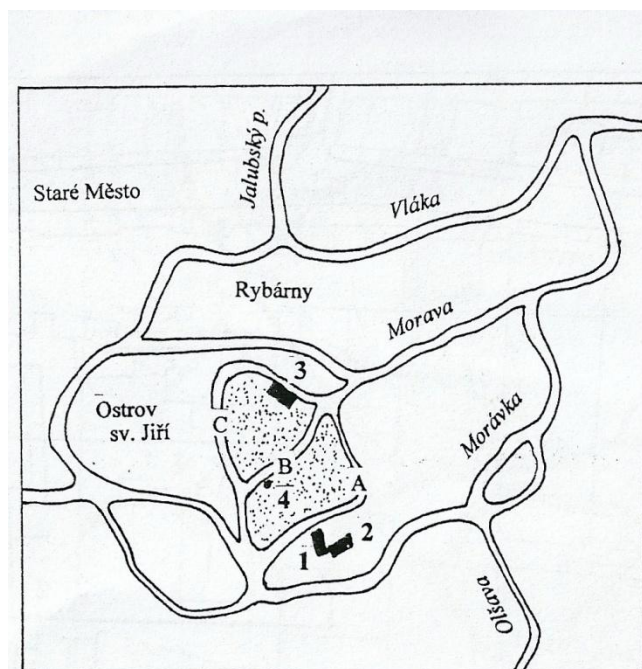 Jalubský p.
Staré Město
Vláka
Rybárny
Morava
3
Ostrov
sv. Jiří
C
Morávka
B
A
4
2
1
Olšava